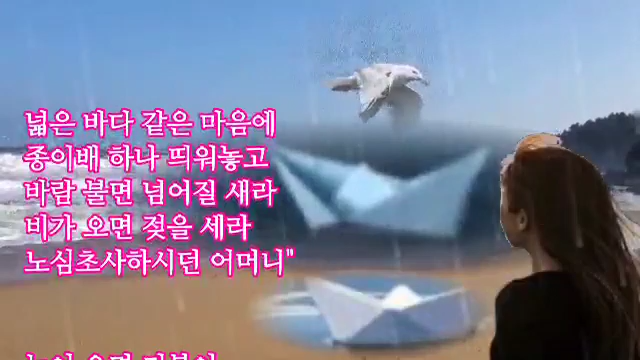 넓은 바다 같은 마음에
종이배 하나 띄워놓고
바람 불면 넘어질 새라
비가 오면 젖을 세라
노심초사하시던 어머니"
오면